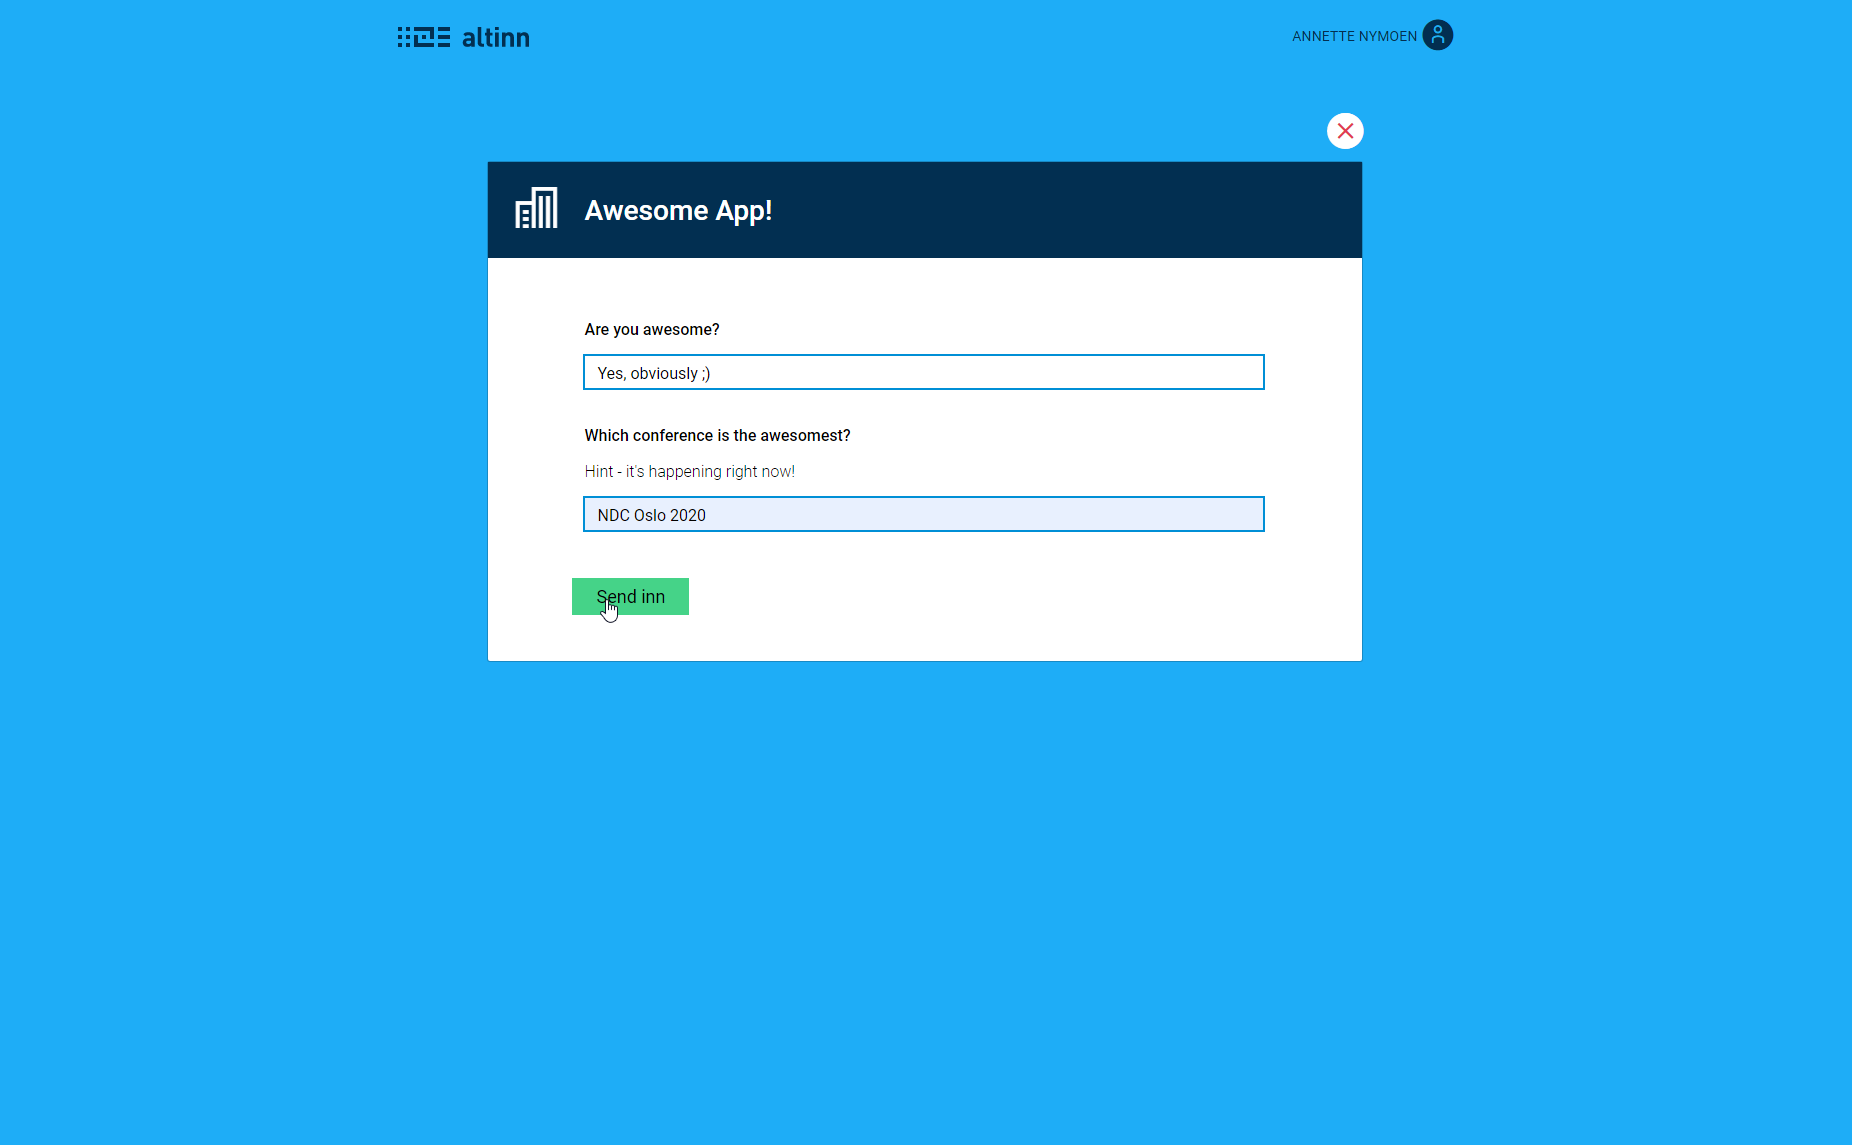 altinn
ANNETTE NYMOEN
Awesome App!
Are you awesome?
Yes, obviously ;)
Which conference is the awesomest?
Hint - it's happening right now!
NDC Oslo 2020
Send inn